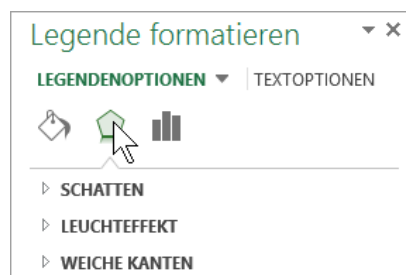 Legende formatieren
LEGENDENOPTIONEN TEXTOPTIONEN
SCHATTEN
LEUCHTEFFEKT
WEICHE KANTEN